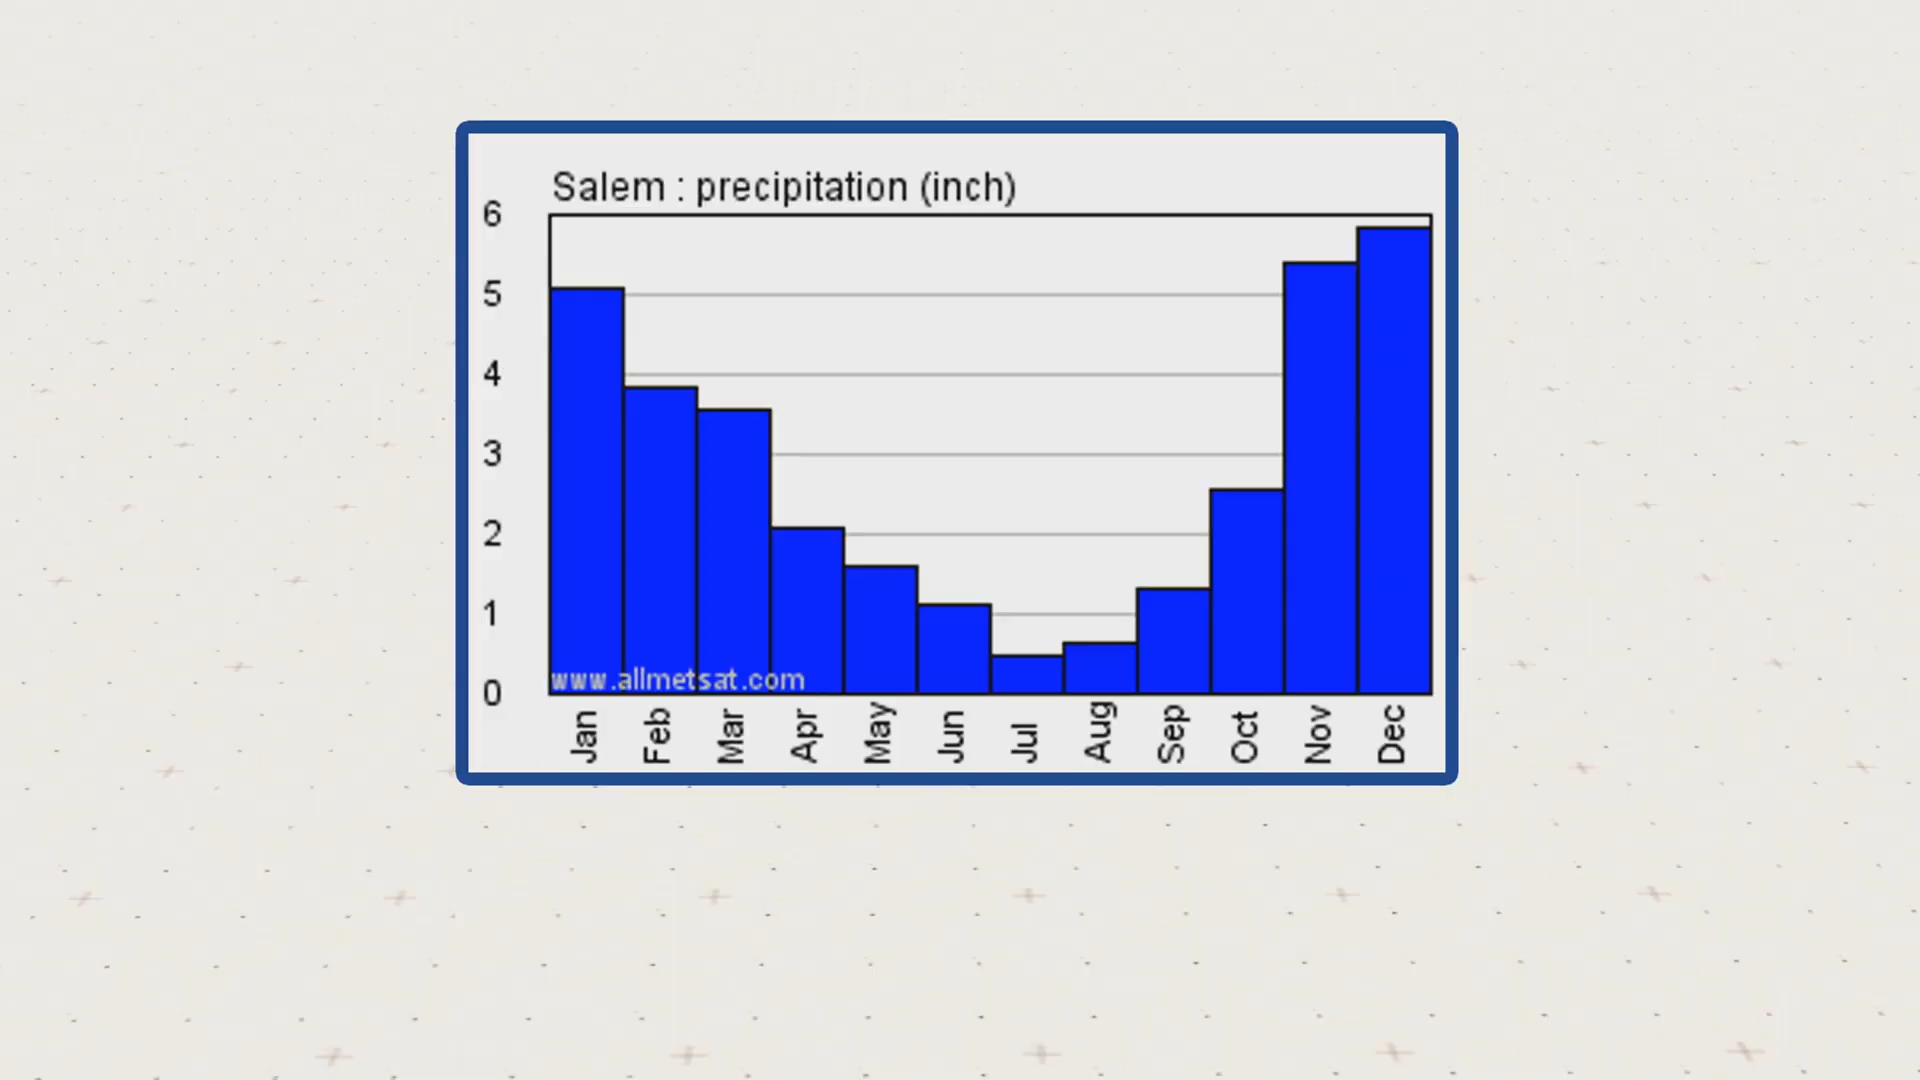 Salem : precipitation (inch)
6
5
4
3
2
1
0
www.allmetsat.com
Jan Feb Mar Apr May Jun Jul Aug Sep Oct Nov Dec